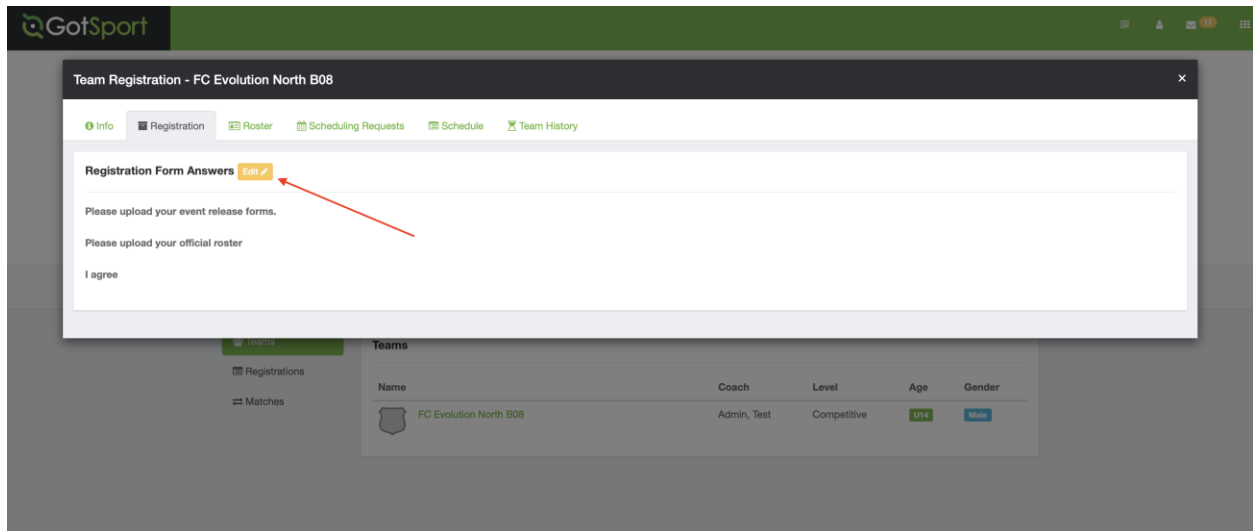 GotSport
17
Team Registration - FC Evolution North B08
×
Info Registration Roster Scheduling Requests Schedule Team History
Registration Form Answers Edit
Please upload your event release forms.
Please upload your official roster
I agree
Teams
Registrations
Matches
Teams
Name Coach Level Age Gender
FC Evolution North B08 Admin, Test Competitive U14 Male